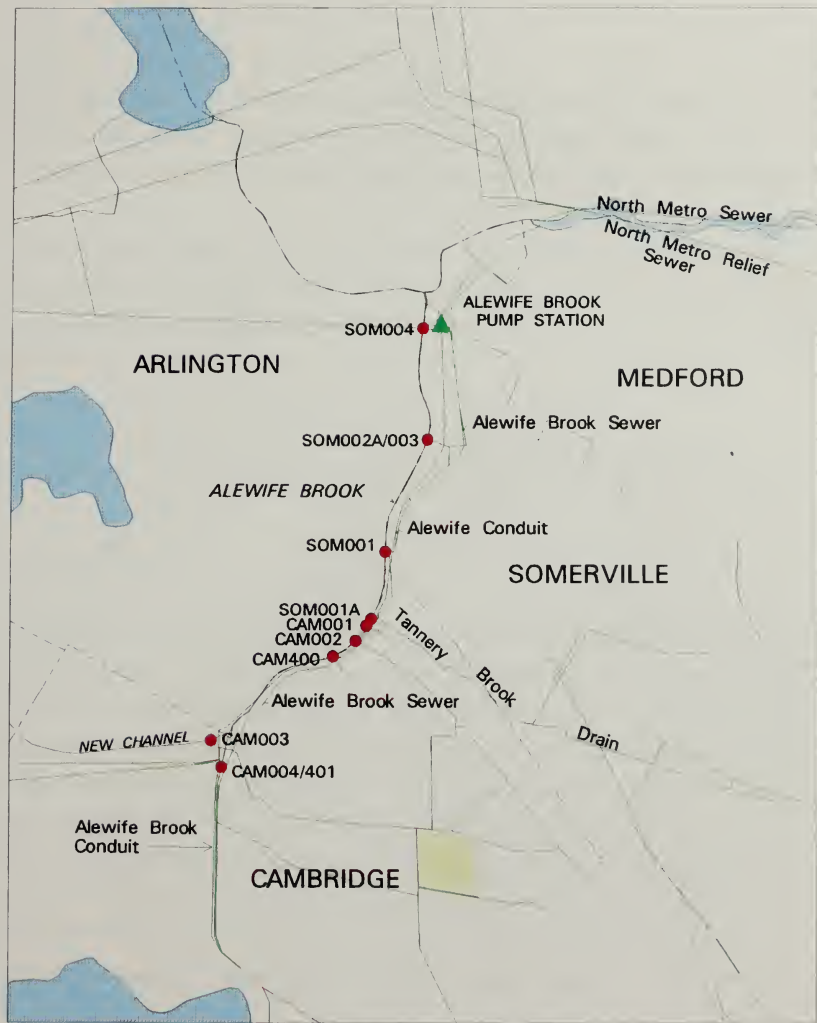 North Metro Sewer
North Metro Relief
Sewer
ALEWIFE BROOK
PUMP STATION
SOM004
ARLINGTON
MEDFORD
Alewife Brook Sewer
SOM002A/003
ALEWIFE BROOK
Alewife Conduit
SOM001
SOMERVILLE
SOM001A
CAM001
CAM002
CAM400
Tannery Brook Drain
Alewife Brook Sewer
NEW CHANNEL
CAM003
CAM004/401
Alewife Brook
Conduit
CAMBRIDGE